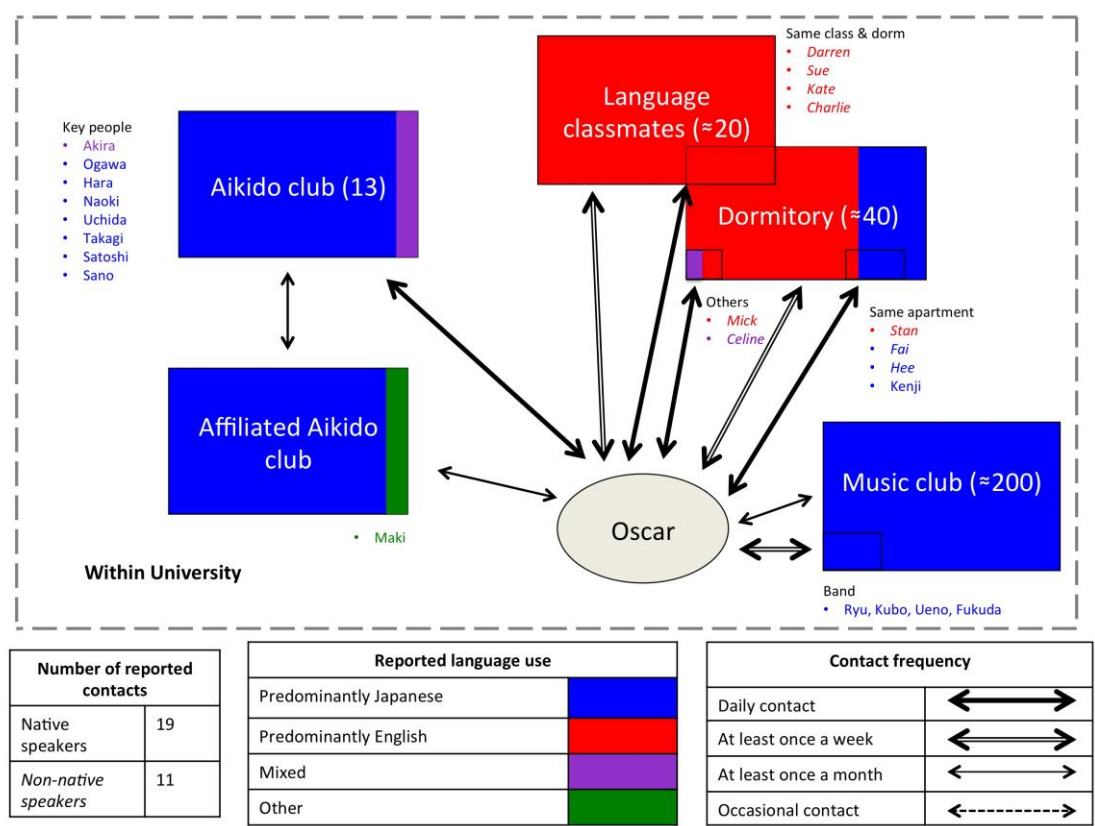 Same class & dorm
• Darren
• Sue
• Kate
• Charlie
Language
classmates (≈20)
Key people
• Akira
• Ogawa
• Hara
• Naoki
• Uchida
• Takagi
• Satoshi
• Sano
Aikido club (13)
Dormitory (≈40)
Others
• Mick
• Celine
Same apartment
• Stan
• Fai
• Hee
• Kenji
Affiliated Aikido
club
• Maki
Oscar
Music club (≈200)
Band
• Ryu, Kubo, Ueno, Fukuda
Within University
Number of reported
contacts
Native
speakers
19
Non-native
speakers
11
Reported language use
Predominantly Japanese
Predominantly English
Mixed
Other
Contact frequency
Daily contact
At least once a week
At least once a month
Occasional contact